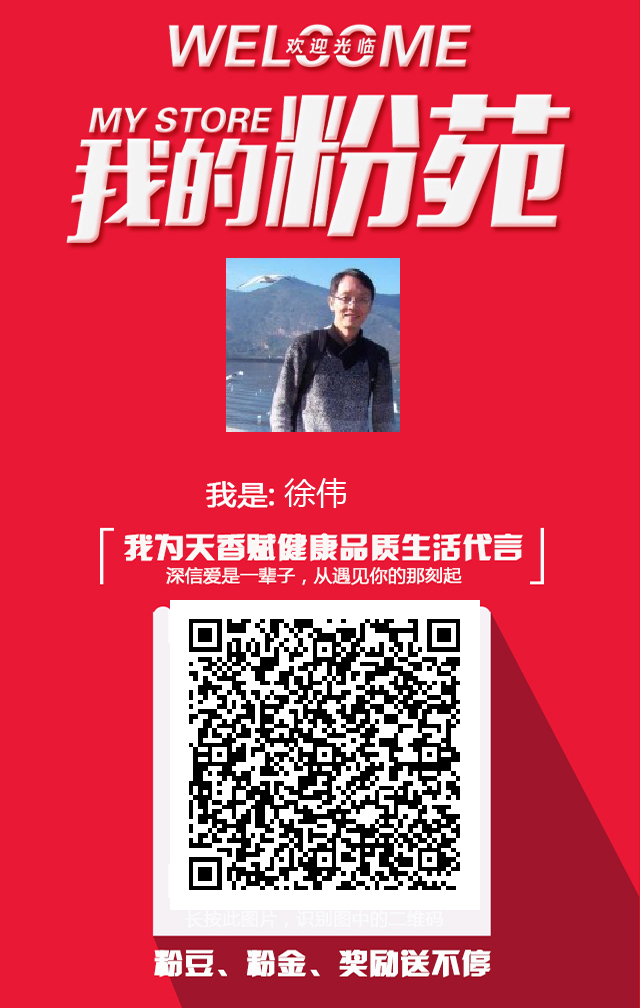 WELCOME
欢迎光临
MY STORE
我的粉苑
我是: 徐伟
我为天香赋健康品质生活代言
深信爱是一辈子，从遇见你的那刻起
长按此图片，识别图中的二维码
粉豆、粉金、奖励送不停